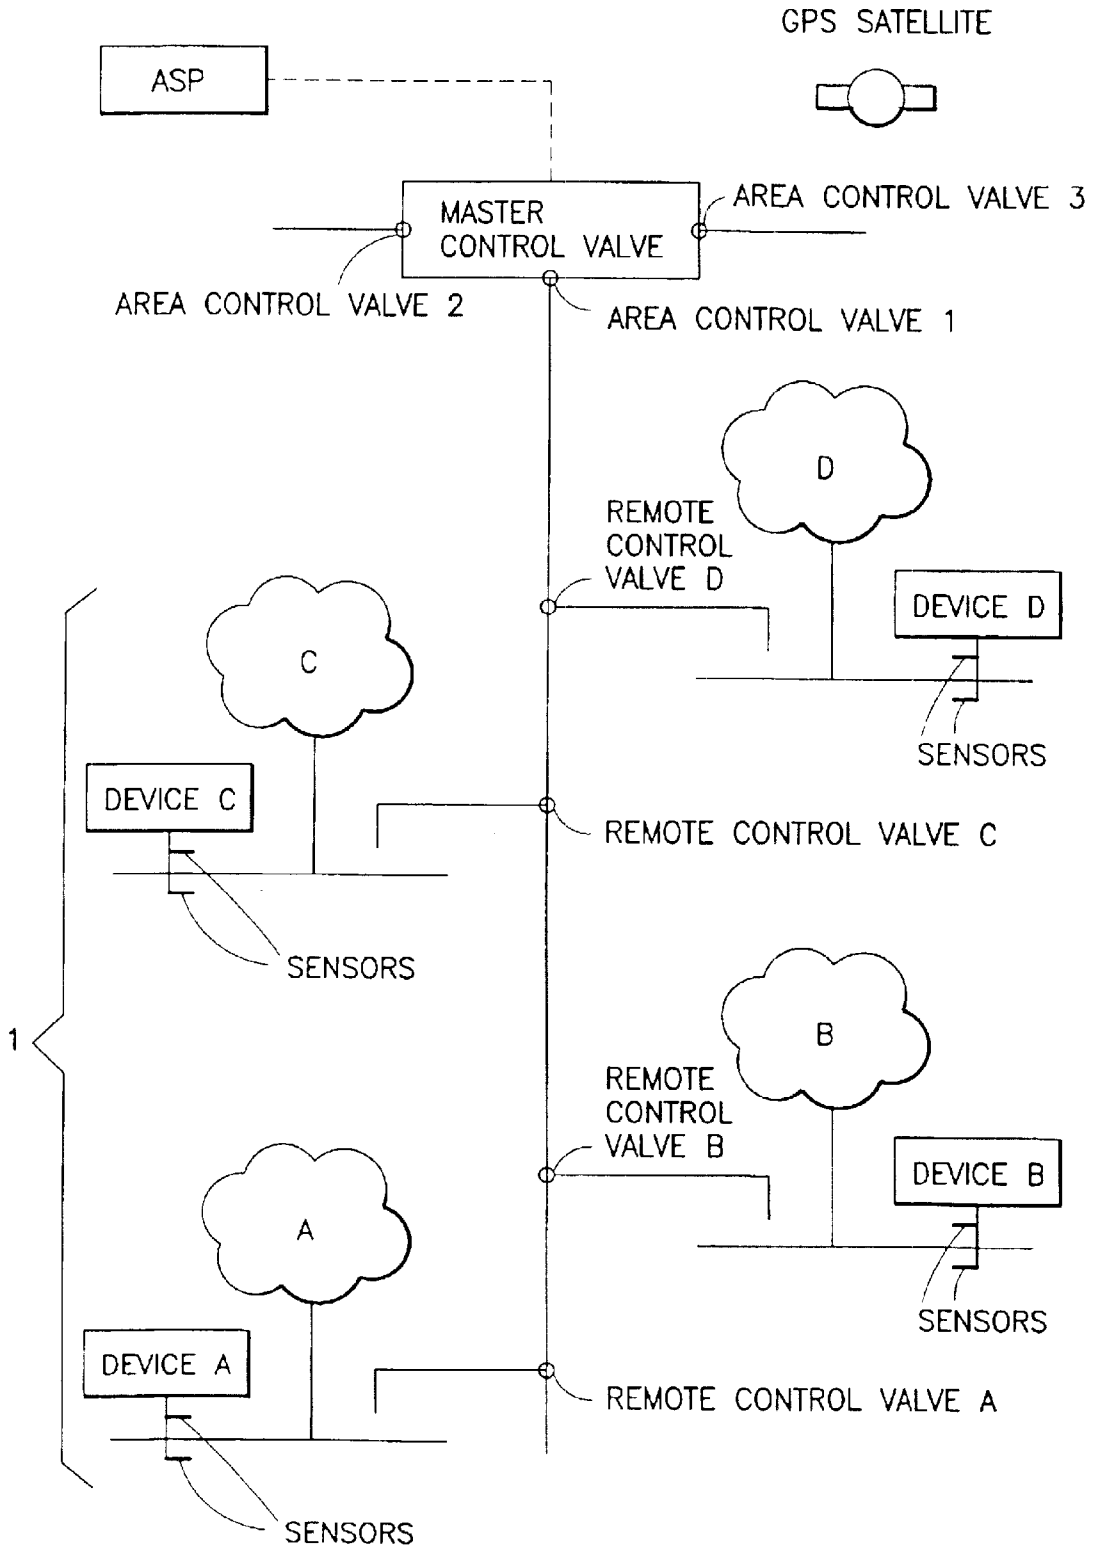 GPS SATELLITE
ASP
MASTER
CONTROL VALVE
AREA CONTROL VALVE 3
AREA CONTROL VALVE 2
AREA CONTROL VALVE 1
D
REMOTE
CONTROL
VALVE D
DEVICE D
SENSORS
C
DEVICE C
REMOTE CONTROL VALVE C
SENSORS
1
B
REMOTE
CONTROL
VALVE B
DEVICE B
SENSORS
A
DEVICE A
REMOTE CONTROL VALVE A
SENSORS